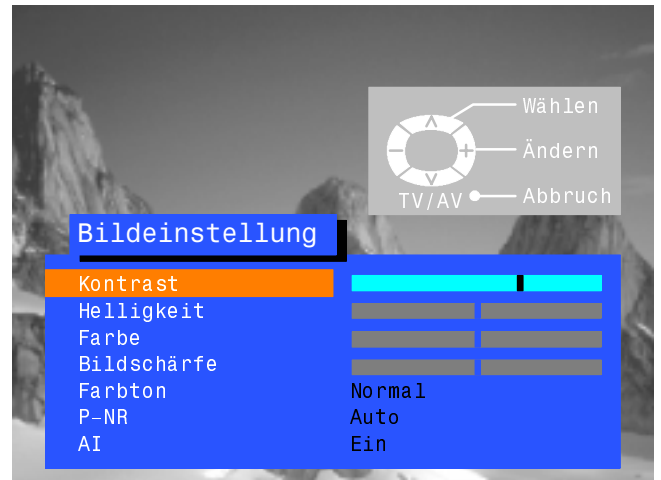 Wählen
Ändern
TV/AV Abbruch
Bildeinstellung
Kontrast
Helligkeit
Farbe
Bildschärfe
Farbton Normal
P-NR Auto
AI Ein